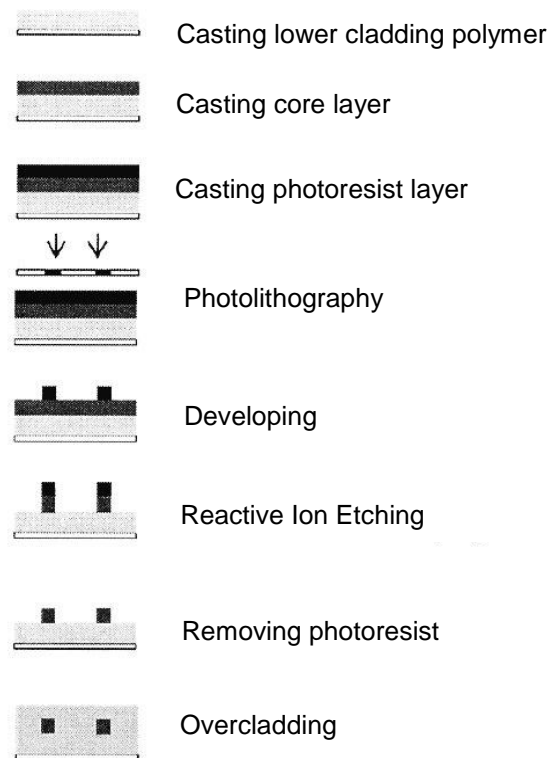 Casting lower cladding polymer
Casting core layer
Casting photoresist layer
Photolithography
Developing
Reactive Ion Etching
Removing photoresist
Overcladding